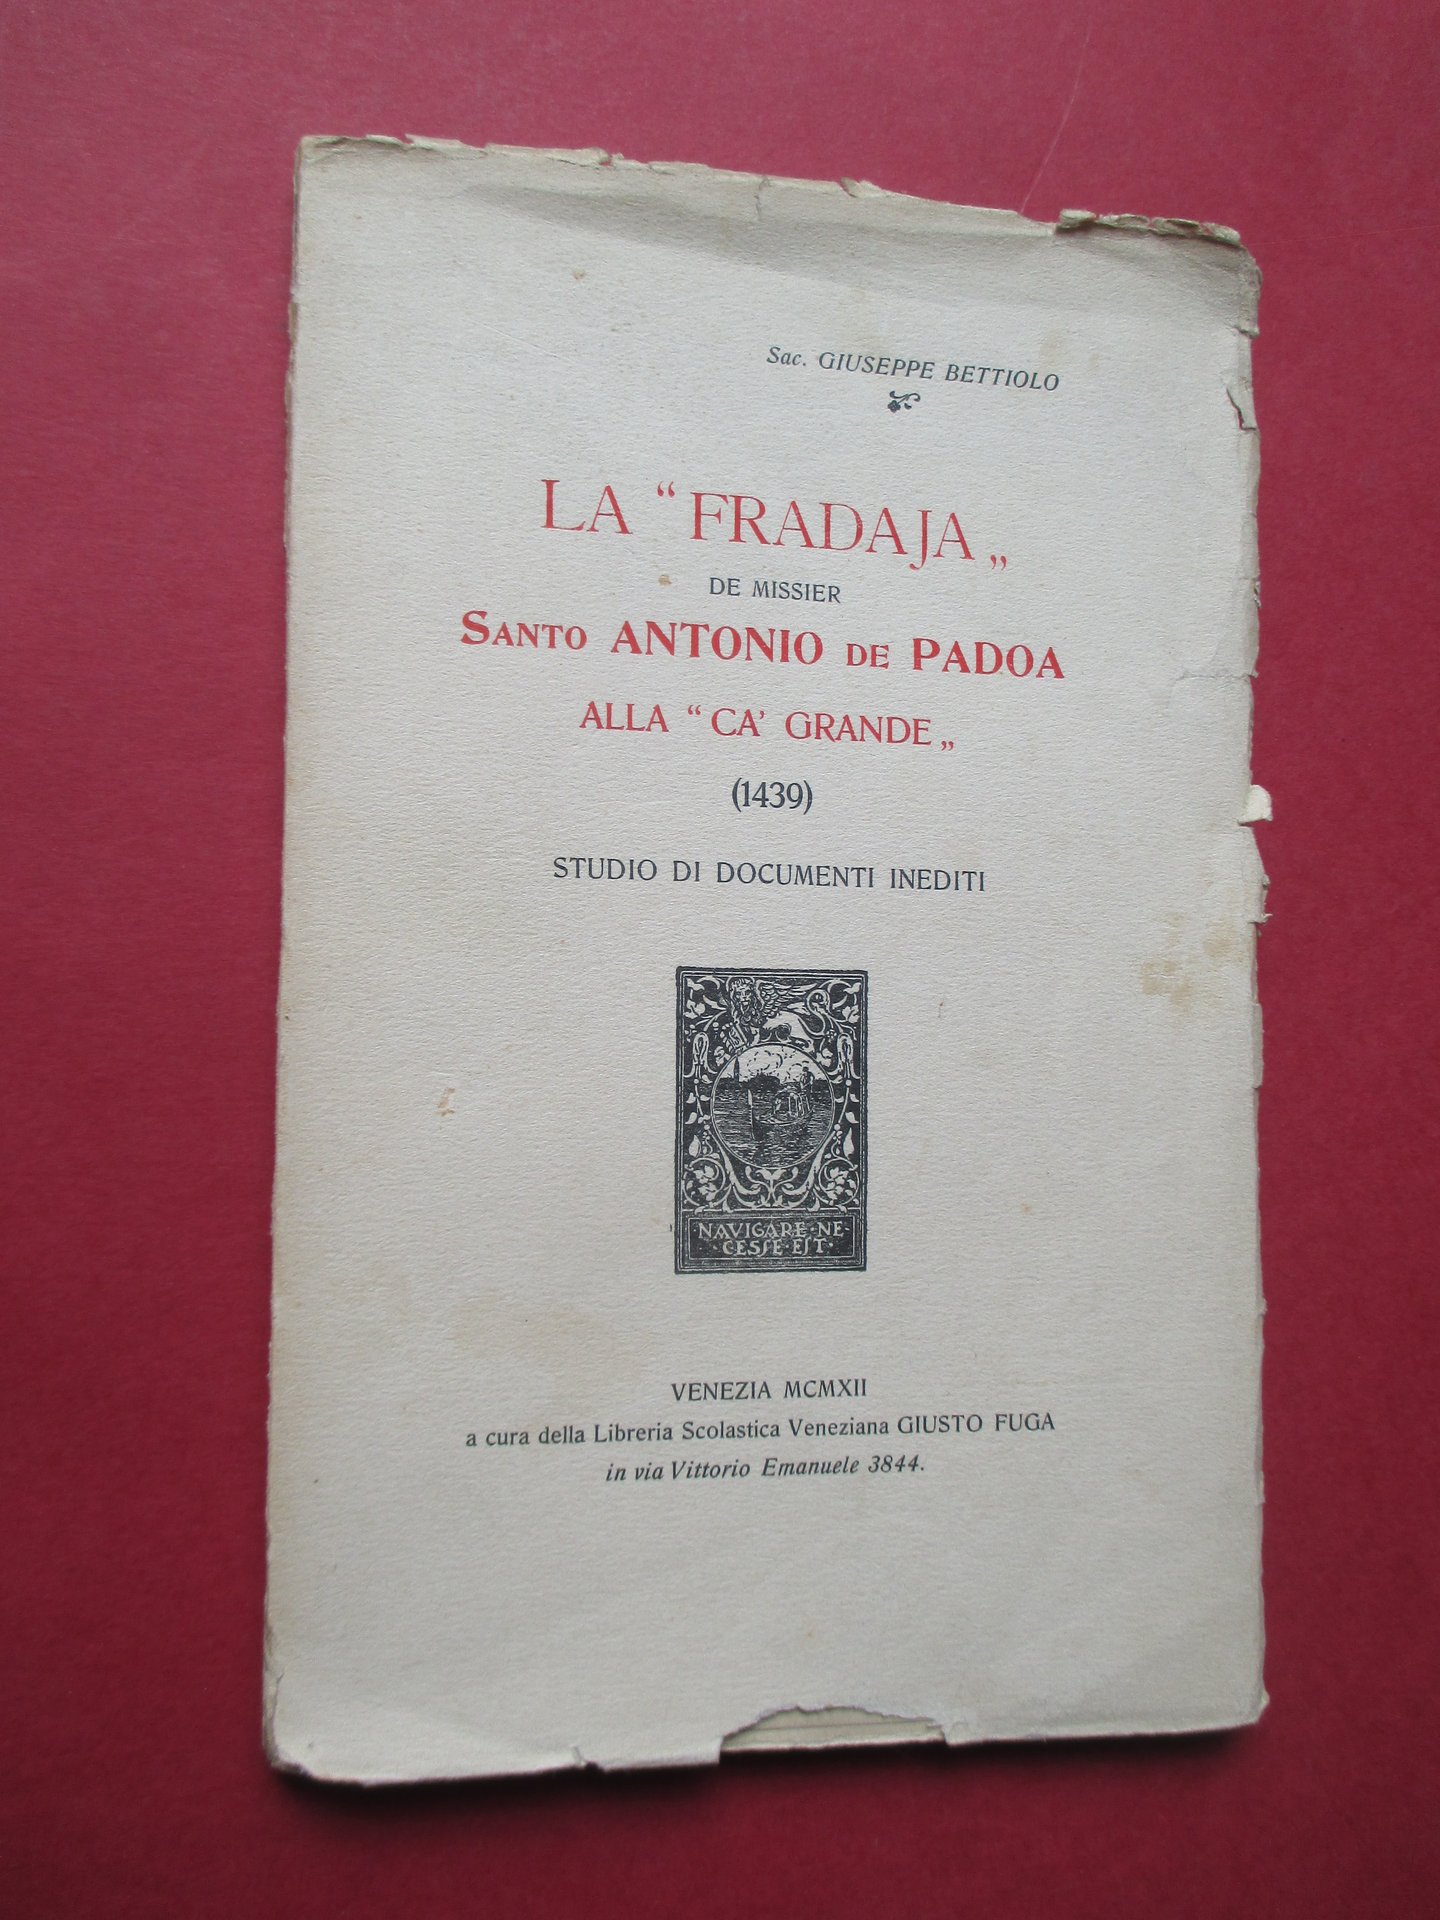 Sac. GIUSEPPE BETTIOLO
LA “ FRADAJA „
DE MISSIER
SANTO ANTONIO DE PADOA
ALLA “ CA’ GRANDE „
(1439)
STUDIO DI DOCUMENTI INEDITI
·NAVIGARE·NE-
·CESSE·EST·
VENEZIA MCMXII
a cura della Libreria Scolastica Veneziana GIUSTO FUGA
in via Vittorio Emanuele 3844.